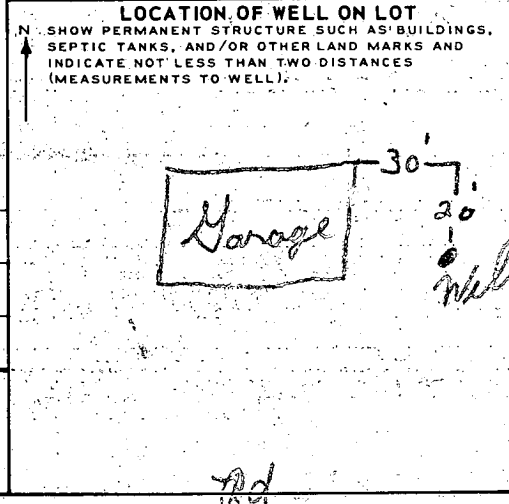 LOCATION OF WELL ON LOT
N SHOW PERMANENT STRUCTURE SUCH AS BUILDINGS,
SEPTIC TANKS, AND/OR OTHER LAND MARKS AND
INDICATE NOT LESS THAN TWO DISTANCES
(MEASUREMENTS TO WELL).
30'
Garage
20'
Well
Rd